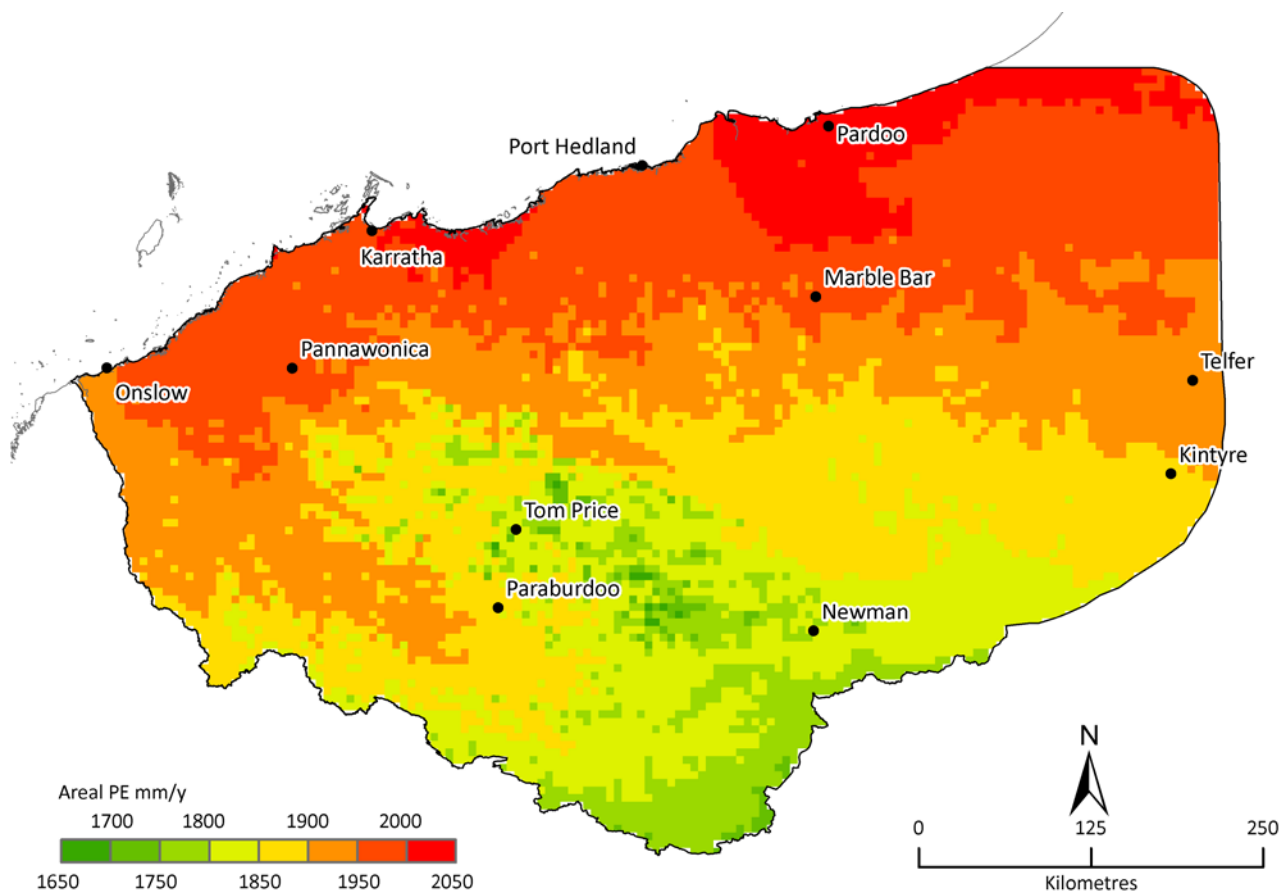 Pardoo
Port Hedland
Karratha
Marble Bar
Pannawonica
Telfer
Onslow
Kintyre
Tom Price
Paraburdoo
Newman
N
Areal PE mm/y
1700 1800 1900 2000
1650 1750 1850 1950 2050
0 125 250
Kilometres